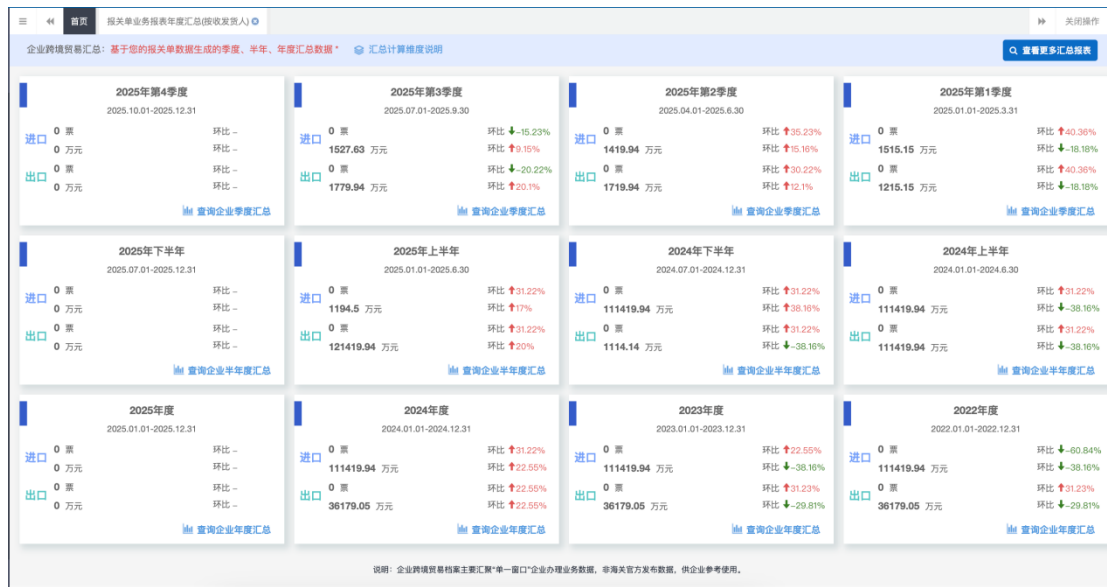 首页 报关单业务报表年度汇总(按收发货人) 关闭操作
企业跨境贸易汇总：基于您的报关单数据生成的季度、半年、年度汇总数据 * 汇总计算维度说明 查看更多汇总报表
2025年第4季度
2025.10.01-2025.12.31
进口
0 票 环比 –
0 万元 环比 –
出口
0 票 环比 –
0 万元 环比 –
查询企业季度汇总
2025年第3季度
2025.07.01-2025.9.30
进口
0 票 环比 ↓-15.23%
1527.63 万元 环比 ↑9.15%
出口
0 票 环比 ↓-20.22%
1779.94 万元 环比 ↑20.1%
查询企业季度汇总
2025年第2季度
2025.04.01-2025.6.30
进口
0 票 环比 ↑35.23%
1419.94 万元 环比 ↑15.16%
出口
0 票 环比 ↑30.22%
1719.94 万元 环比 ↑12.1%
查询企业季度汇总
2025年第1季度
2025.01.01-2025.3.31
进口
0 票 环比 ↑40.36%
1515.15 万元 环比 ↓-18.18%
出口
0 票 环比 ↑40.36%
1215.15 万元 环比 ↓-18.18%
查询企业季度汇总
2025年下半年
2025.07.01-2025.12.31
进口
0 票 环比 –
0 万元 环比 –
出口
0 票 环比 –
0 万元 环比 –
查询企业半年度汇总
2025年上半年
2025.01.01-2025.6.30
进口
0 票 环比 ↑31.22%
1194.5 万元 环比 ↑17%
出口
0 票 环比 ↑31.22%
121419.94 万元 环比 ↑20%
查询企业半年度汇总
2024年下半年
2024.07.01-2024.12.31
进口
0 票 环比 ↑31.22%
111419.94 万元 环比 ↑38.16%
出口
0 票 环比 ↑31.22%
1114.14 万元 环比 ↓-38.16%
查询企业半年度汇总
2024年上半年
2024.01.01-2024.6.30
进口
0 票 环比 ↑31.22%
111419.94 万元 环比 ↓-38.16%
出口
0 票 环比 ↑31.22%
111419.94 万元 环比 ↓-38.16%
查询企业半年度汇总
2025年度
2025.01.01-2025.12.31
进口
0 票 环比 –
0 万元 环比 –
出口
0 票 环比 –
0 万元 环比 –
查询企业年度汇总
2024年度
2024.01.01-2024.12.31
进口
0 票 环比 ↑31.22%
111419.94 万元 环比 ↑22.55%
出口
0 票 环比 ↑22.55%
36179.05 万元 环比 ↑22.55%
查询企业年度汇总
2023年度
2023.01.01-2023.12.31
进口
0 票 环比 ↑22.55%
111419.94 万元 环比 ↓-38.16%
出口
0 票 环比 ↑31.23%
36179.05 万元 环比 ↓-29.81%
查询企业年度汇总
2022年度
2022.01.01-2022.12.31
进口
0 票 环比 ↓-60.84%
111419.94 万元 环比 ↓-38.16%
出口
0 票 环比 ↑31.23%
36179.05 万元 环比 ↓-29.81%
查询企业年度汇总
说明：企业跨境贸易档案主要汇聚“单一窗口”企业办理业务数据，非海关官方发布数据，供企业参考使用。